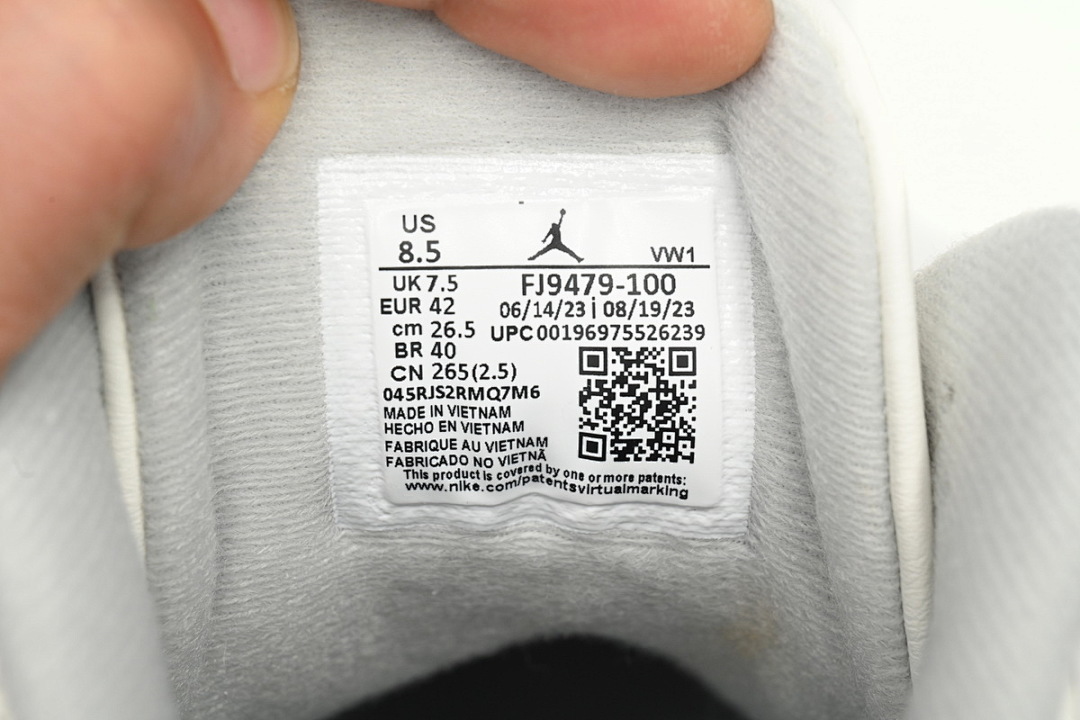 US
8.5
VW1
UK 7.5
FJ9479-100
EUR 42
06/14/23 | 08/19/23
cm 26.5
UPC 00196975526239
BR 40
CN 265(2.5)
045RJS2RMQ7M6
MADE IN VIETNAM
HECHO EN VIETNAM
FABRIQUE AU VIETNAM
FABRICADO NO VIETNÃ
This product is covered by one or more patents:
www.nike.com/patentsvirtualmarking